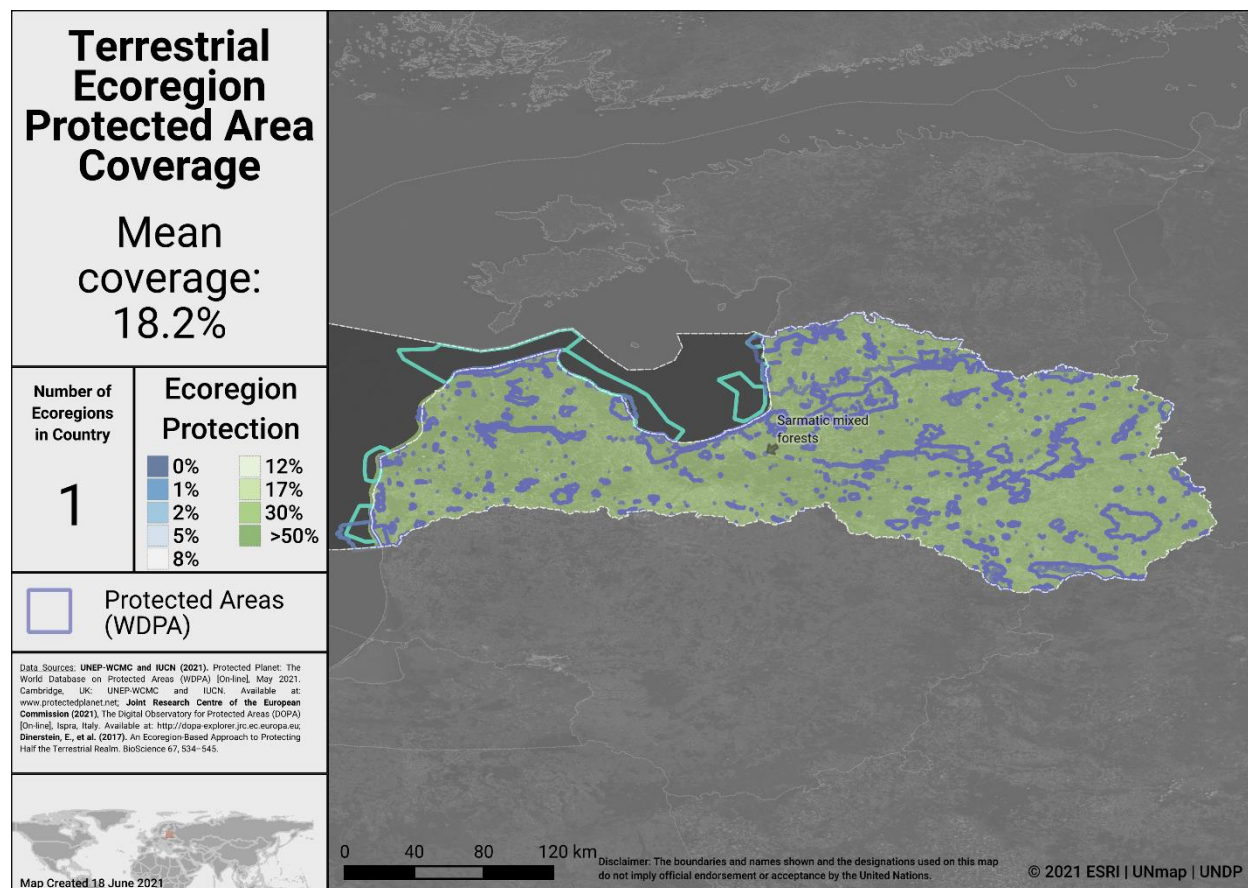 Terrestrial
Ecoregion
Protected Area
Coverage
Mean
coverage:
18.2%
Number of
Ecoregions
in Country
1
Ecoregion
Protection
0%
1%
2%
5%
8%
12%
17%
30%
>50%
Protected Areas
(WDPA)
Data Sources: UNEP-WCMC and IUCN (2021). Protected Planet: The
World Database on Protected Areas (WDPA) [On-line], May 2021.
Cambridge, UK: UNEP-WCMC and IUCN. Available at:
www.protectedplanet.net; Joint Research Centre of the European
Commission (2021), The Digital Observatory for Protected Areas (DOPA)
[On-line], Ispra, Italy. Available at: http://dopa-explorer.jrc.ec.europa.eu;
Dinerstein, E., et al. (2017). An Ecoregion-Based Approach to Protecting
Half the Terrestrial Realm. BioScience 67, 534–545.
Map Created 18 June 2021
Sarmatic mixed
forests
0 40 80 120 km
Disclaimer: The boundaries and names shown and the designations used on this map
do not imply official endorsement or acceptance by the United Nations.
© 2021 ESRI | UNmap | UNDP